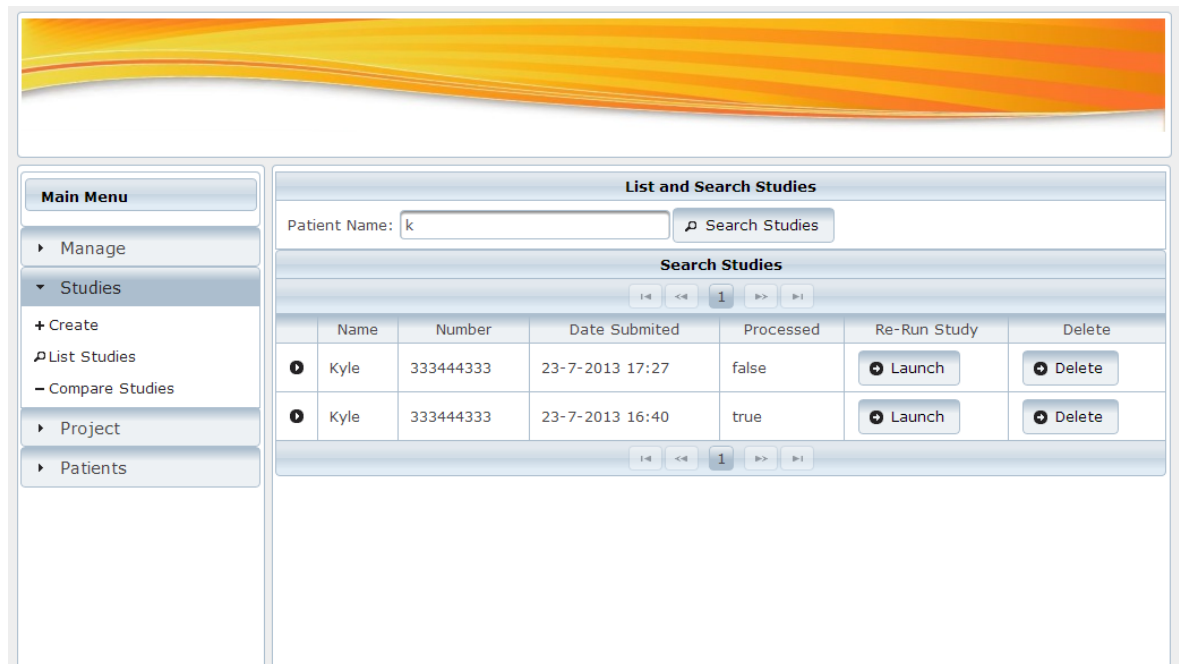 Main Menu
Manage
Studies
+ Create
List Studies
− Compare Studies
Project
Patients
List and Search Studies
Patient Name: k Search Studies
Search Studies
1
Name Number Date Submited Processed Re-Run Study Delete
Kyle 333444333 23-7-2013 17:27 false Launch Delete
Kyle 333444333 23-7-2013 16:40 true Launch Delete
1